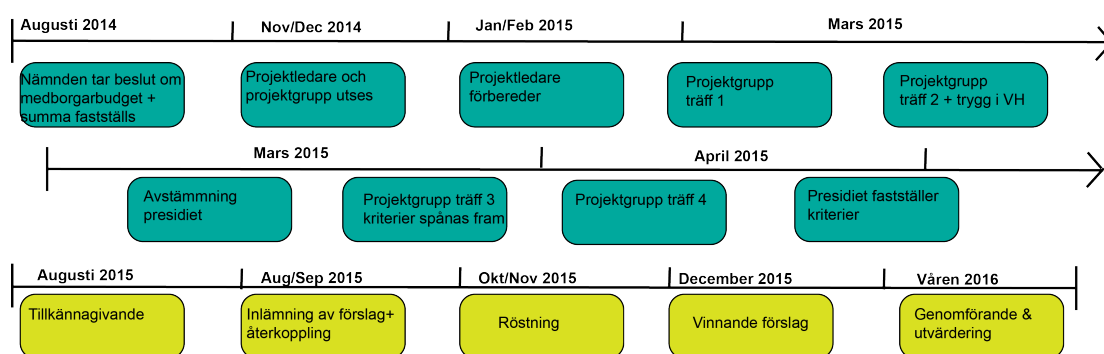 Augusti 2014
Nov/Dec 2014
Jan/Feb 2015
Mars 2015
Nämnden tar beslut om
medborgarbudget +
summa fastställs
Projektledare och
projektgrupp utses
Projektledare
förbereder
Projektgrupp
träff 1
Projektgrupp
träff 2 + trygg i VH
Mars 2015
April 2015
Avstämmning
presidiet
Projektgrupp träff 3
kriterier spånas fram
Projektgrupp träff 4
Presidiet fastställer
kriterier
Augusti 2015
Aug/Sep 2015
Okt/Nov 2015
December 2015
Våren 2016
Tillkännagivande
Inlämning av förslag+
återkoppling
Röstning
Vinnande förslag
Genomförande &
utvärdering